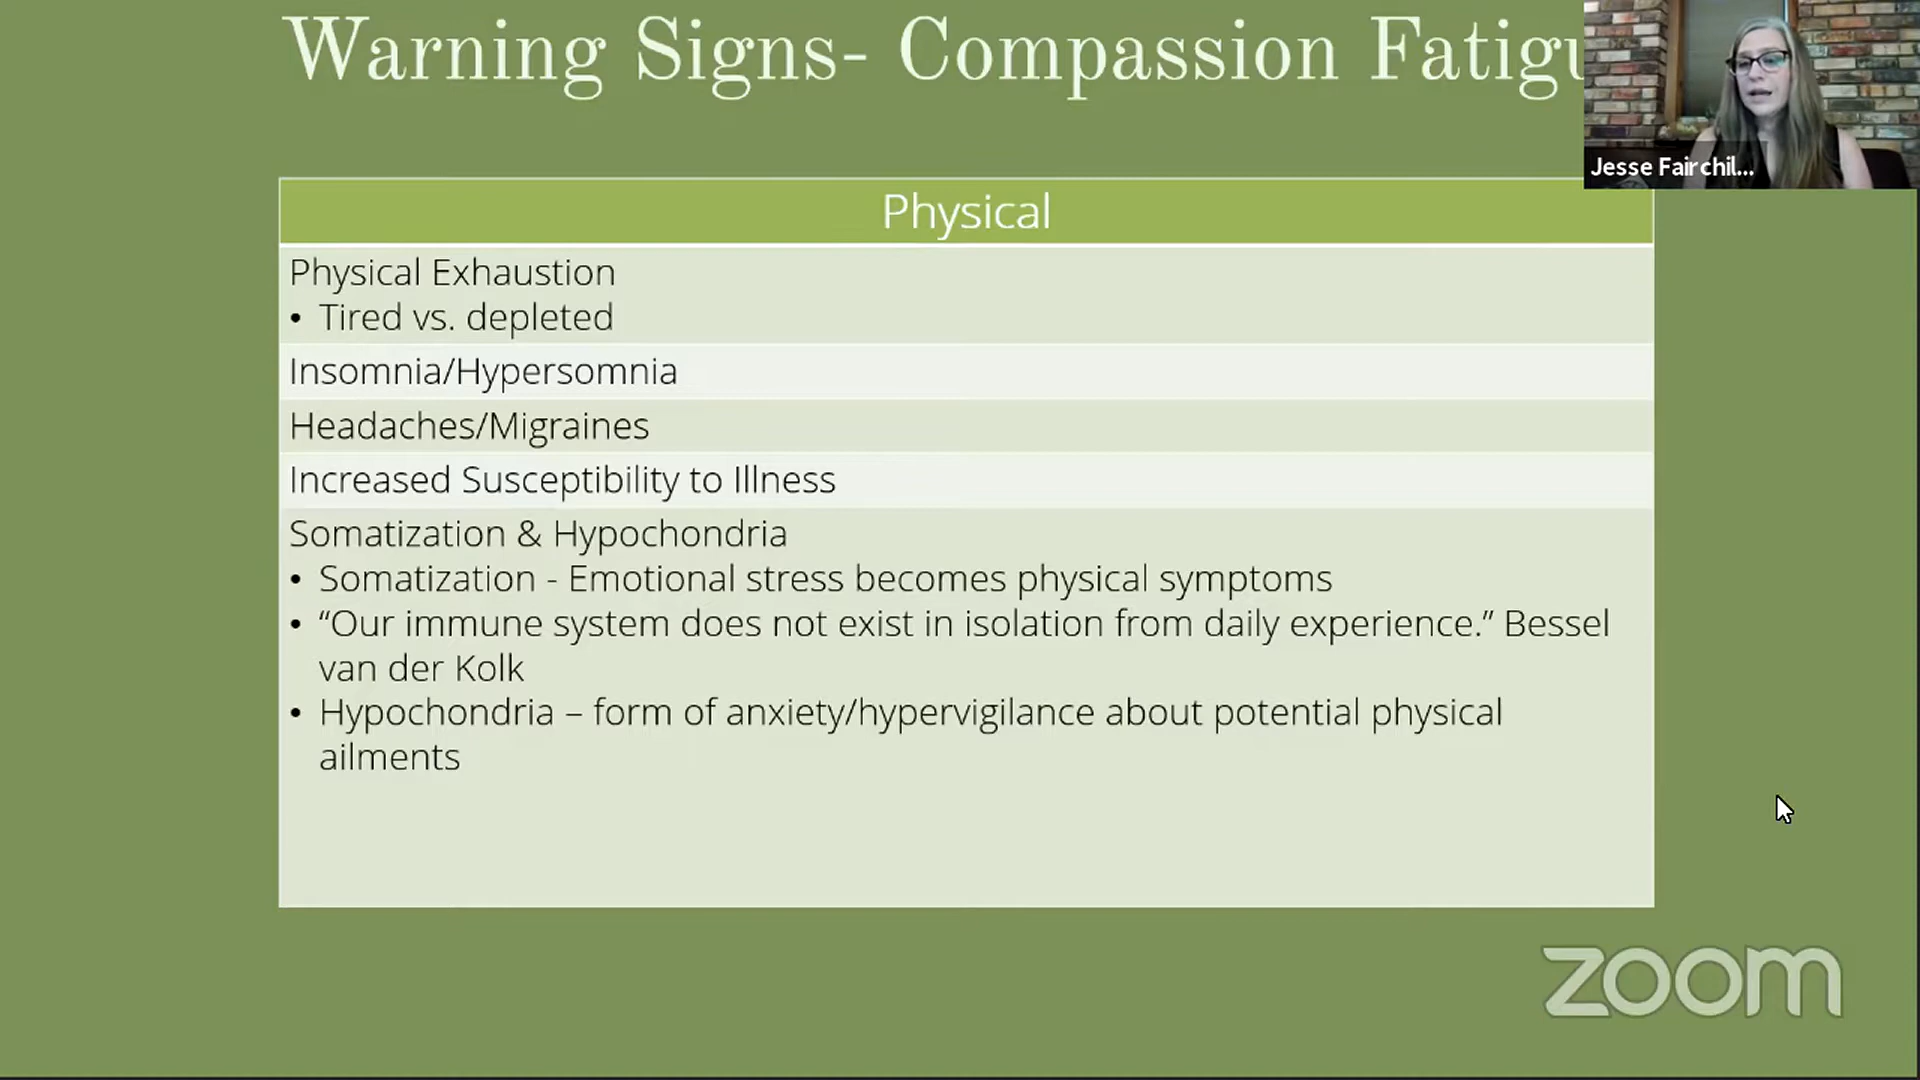 Warning Signs- Compassion
Jesse Fairchil...
Physical
Physical Exhaustion
• Tired vs. depleted
Insomnia/Hypersomnia
Headaches/Migraines
Increased Susceptibility to Illness
Somatization & Hypochondria
• Somatization - Emotional stress becomes physical symptoms
• “Our immune system does not exist in isolation from daily experience.” Bessel
van der Kolk
• Hypochondria – form of anxiety/hypervigilance about potential physical
ailments
zoom